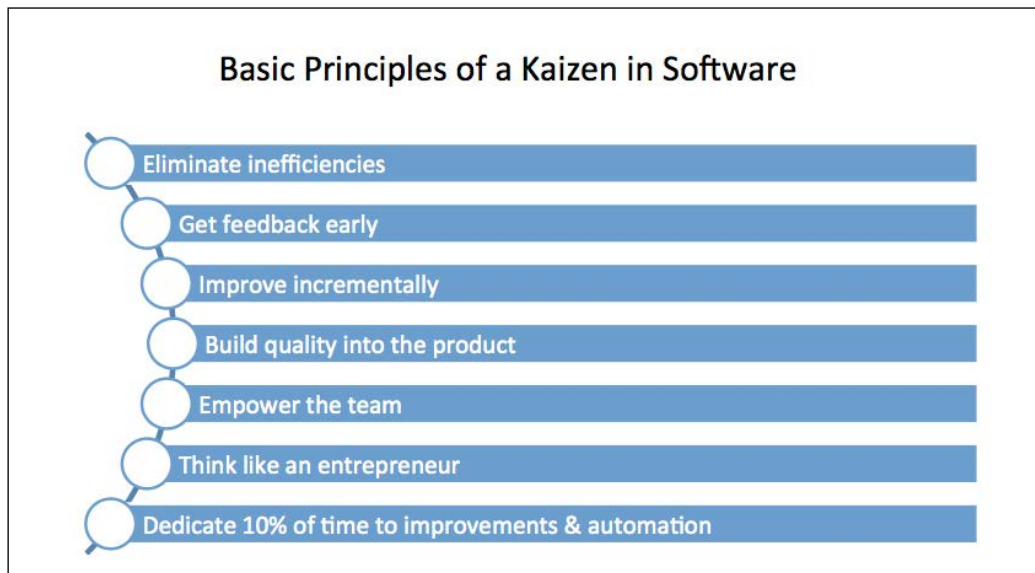 Basic Principles of a Kaizen in Software
Eliminate inefficiencies
Get feedback early
Improve incrementally
Build quality into the product
Empower the team
Think like an entrepreneur
Dedicate 10% of time to improvements & automation